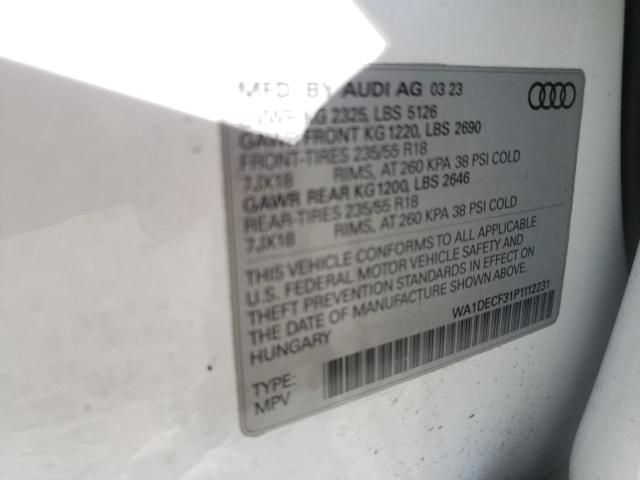 MFD BY AUDI AG 03 23
GVWR KG 2325, LBS 5126
GAWR FRONT KG 1220, LBS 2690
FRONT-TIRES 235/55 R18
7JX18 RIMS, AT 260 KPA 38 PSI COLD
GAWR REAR KG 1200, LBS 2646
REAR-TIRES 235/55 R18
7JX18 RIMS, AT 260 KPA 38 PSI COLD
THIS VEHICLE CONFORMS TO ALL APPLICABLE
U.S. FEDERAL MOTOR VEHICLE SAFETY AND
THEFT PREVENTION STANDARDS IN EFFECT ON
THE DATE OF MANUFACTURE SHOWN ABOVE.
HUNGARY
WA1DECF31P1112231
TYPE:
MPV